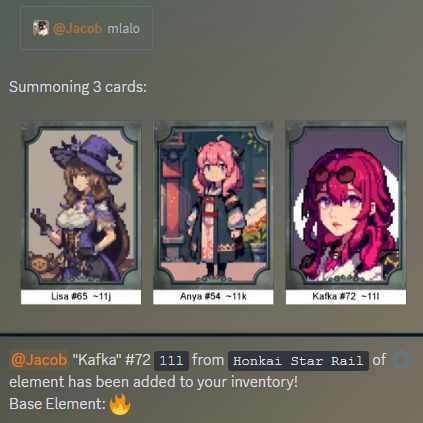 @Jacob mlalo
Summoning 3 cards:
Lisa #65 ~11j
Anya #54 ~11k
Kafka #72 ~11l
@Jacob "Kafka" #72 11l from Honkai Star Rail of
element has been added to your inventory!
Base Element: